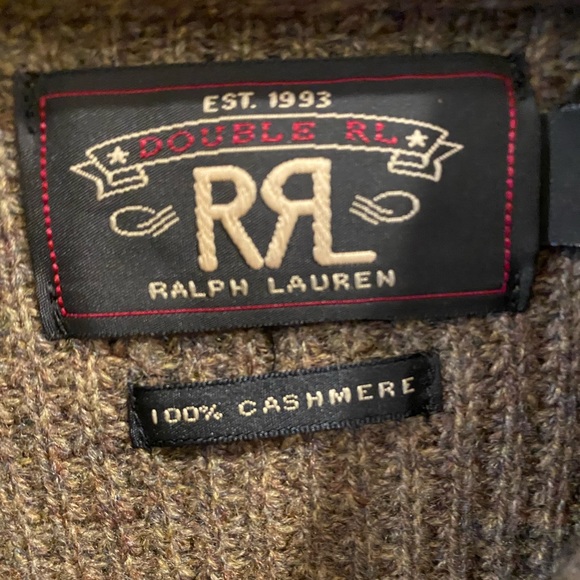 EST. 1993
DOUBLE RL
RRL
RALPH LAUREN
100% CASHMERE